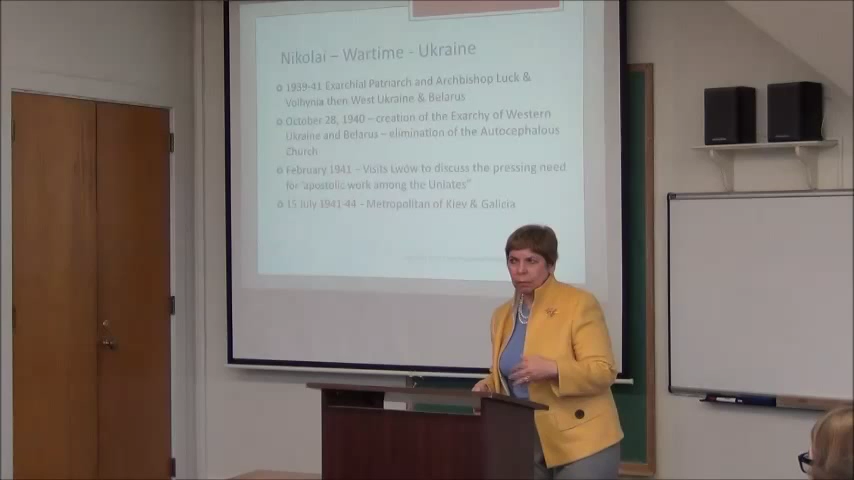 Nikolai – Wartime - Ukraine
1939-41 Exarchial Patriarch and Archbishop Luck &
Volhynia then West Ukraine & Belarus
October 28, 1940 – creation of the Exarchy of Western
Ukraine and Belarus – elimination of the Autocephalous
Church
February 1941 - Visits Lwów to discuss the pressing need
for "apostolic work among the Uniates"
15 July 1941-44 - Metropolitan of Kiev & Galicia